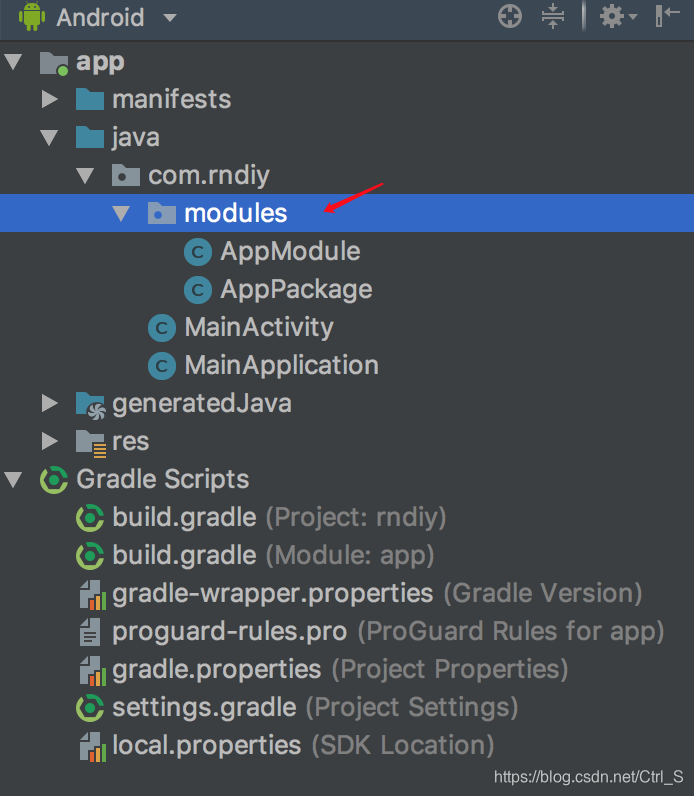 Android
app
manifests
java
com.rndiy
modules
AppModule
AppPackage
MainActivity
MainApplication
generatedJava
res
Gradle Scripts
build.gradle (Project: rndiy)
build.gradle (Module: app)
gradle-wrapper.properties (Gradle Version)
proguard-rules.pro (ProGuard Rules for app)
gradle.properties (Project Properties)
settings.gradle (Project Settings)
local.properties (SDK Location)
https://blog.csdn.net/Ctrl_S